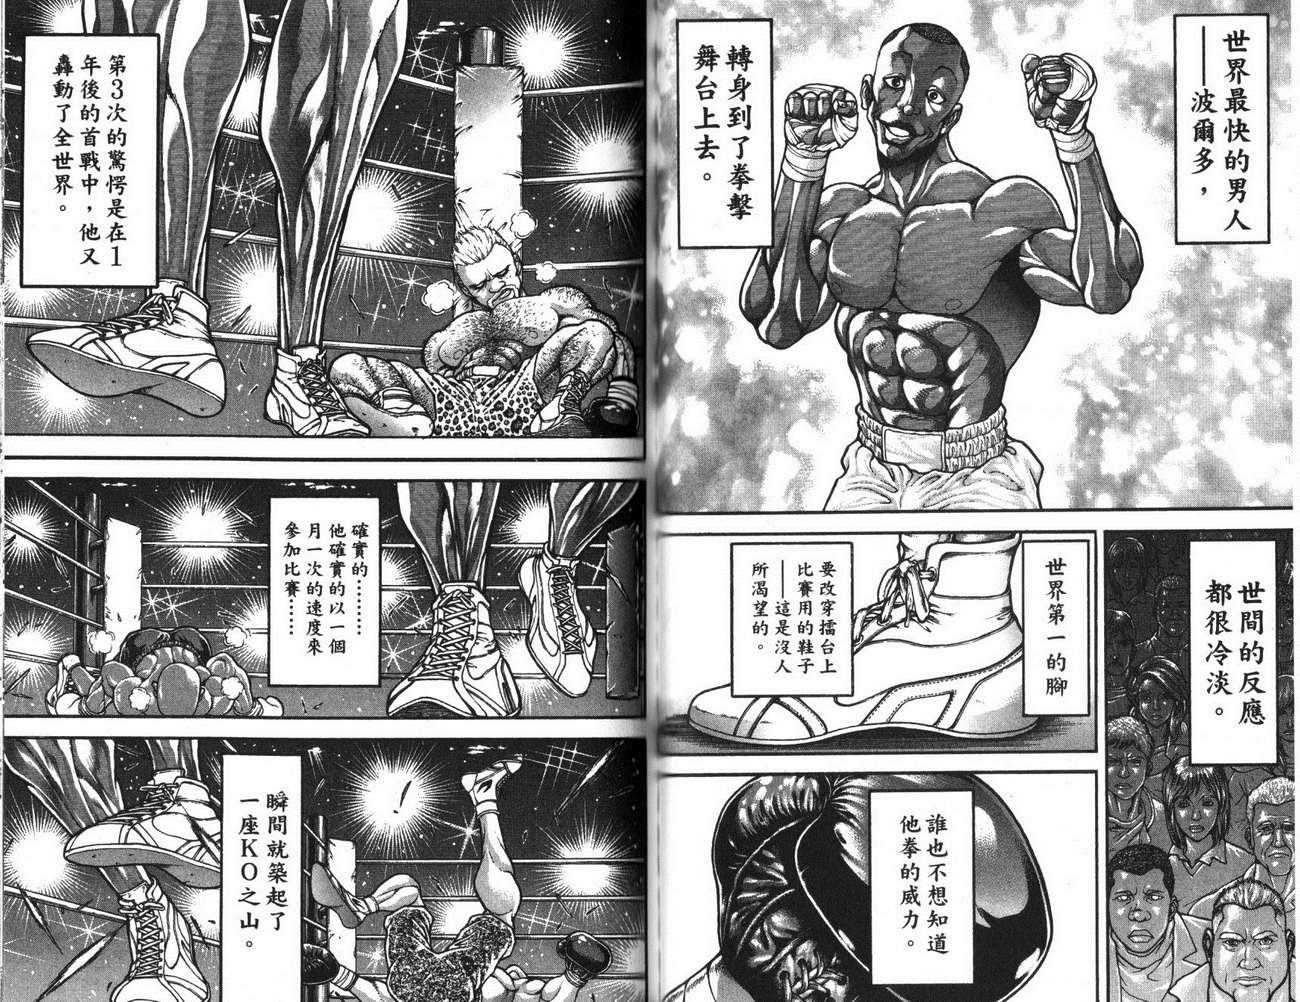 世界最快的男人
——波爾多，
轉身到了拳擊
舞台上去。
世間的反應
都很冷淡。
世界第一的腳
要改穿擂台上
比賽用的鞋子
——這是沒人
所渴望的。
誰也不想知道
他拳的威力。
第3次的驚愕是在1
年後的首戰中，他又
轟動了全世界。
確實的………
他確實的以一個
月一次的速度來
參加比賽……
瞬間就築起了
一座KO之山。